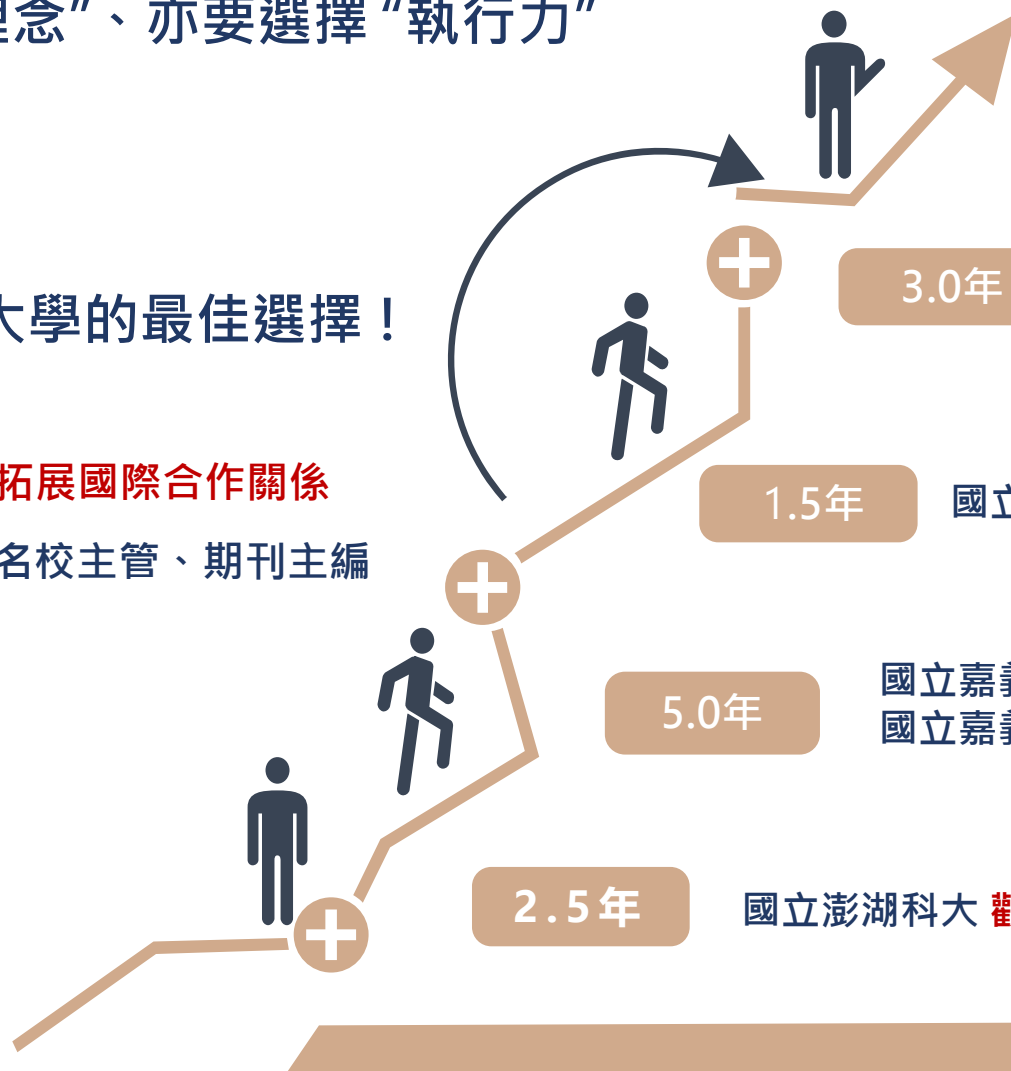 念”、亦要選擇 “執行力”
大學的最佳選擇！
3.0年
拓展國際合作關係
1.5年
國立
名校主管、期刊主編
國立嘉義
國立嘉義
5.0年
2.5年
國立澎湖科大